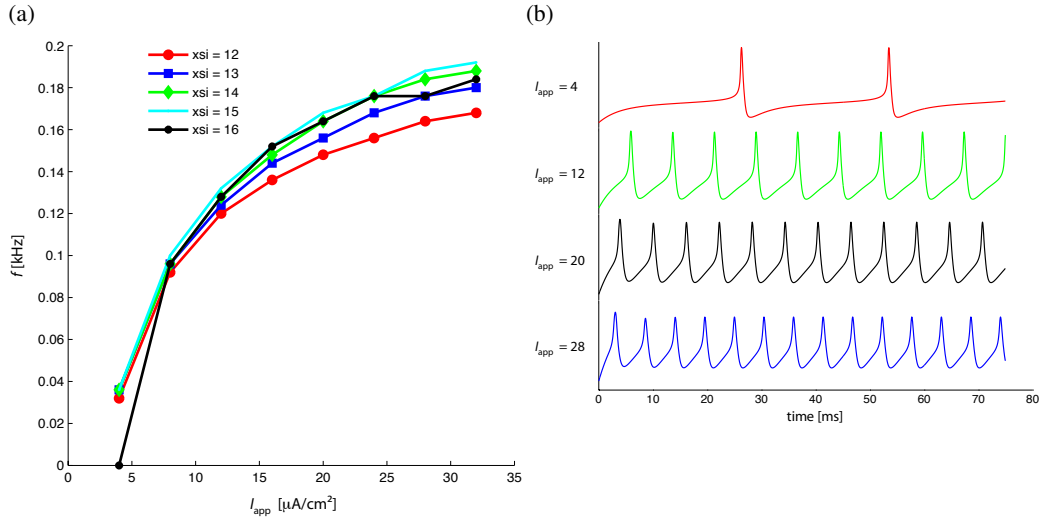 (a)
f [kHz]
0.2
0.18
0.16
0.14
0.12
0.1
0.08
0.06
0.04
0.02
0
xsi = 12
xsi = 13
xsi = 14
xsi = 15
xsi = 16
0 5 10 15 20 25 30 35
Iapp [μA/cm²]
(b)
Iapp = 4
Iapp = 12
Iapp = 20
Iapp = 28
0 10 20 30 40 50 60 70 80
time [ms]